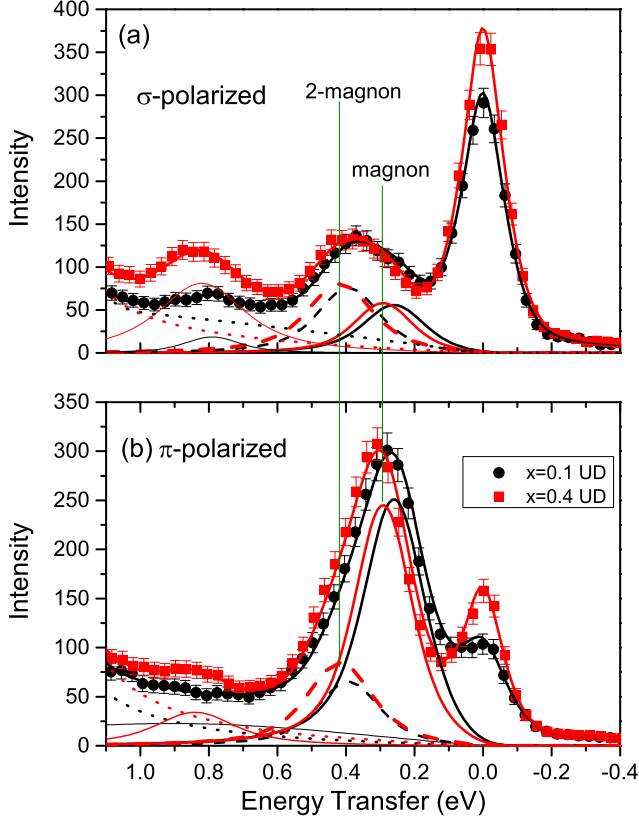 400
350
300
250
200
150
100
50
0
Intensity
(a)
σ-polarized
2-magnon
magnon
350
300
250
200
150
100
50
0
Intensity
(b) π-polarized
x=0.1 UD
x=0.4 UD
1.0 0.8 0.6 0.4 0.2 0.0 -0.2 -0.4
Energy Transfer (eV)